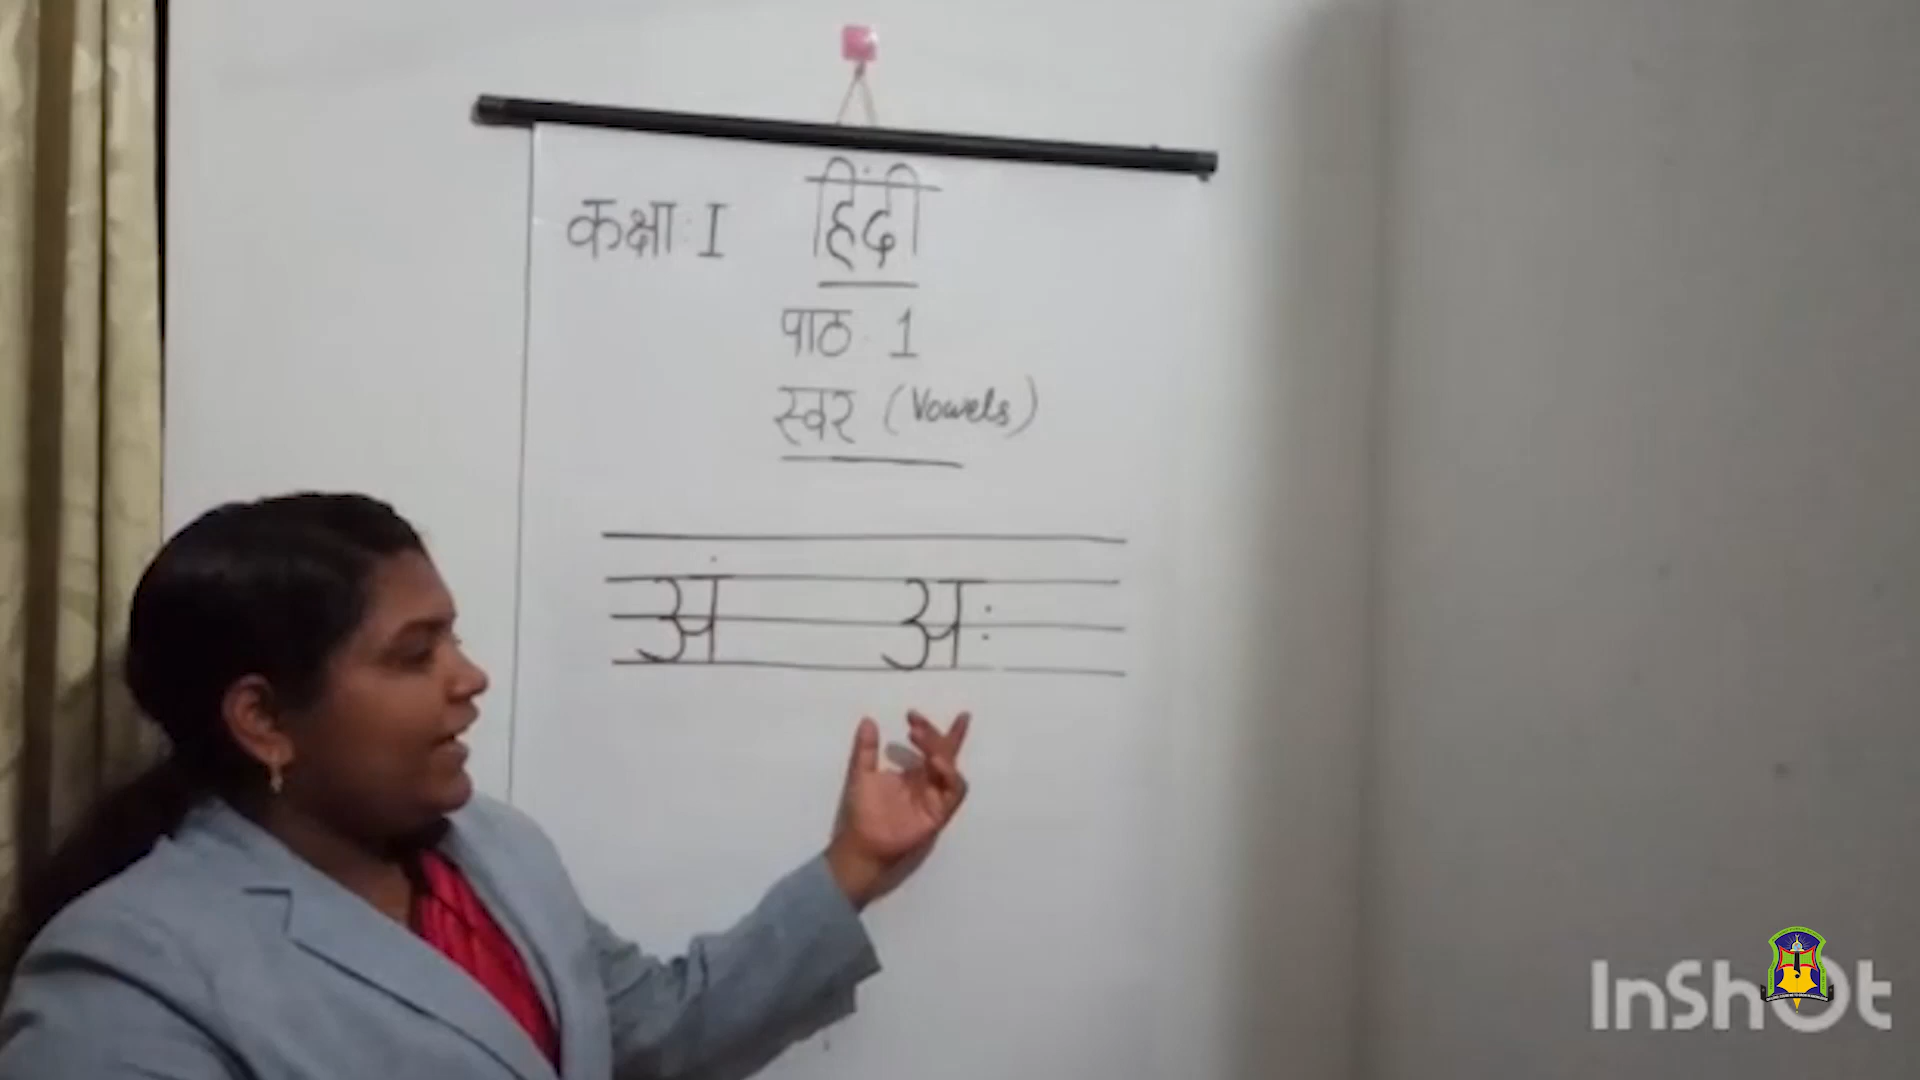 कक्षा : I हिंदी
पाठ : 1
स्वर (Vowels)
अं अः
InShOt